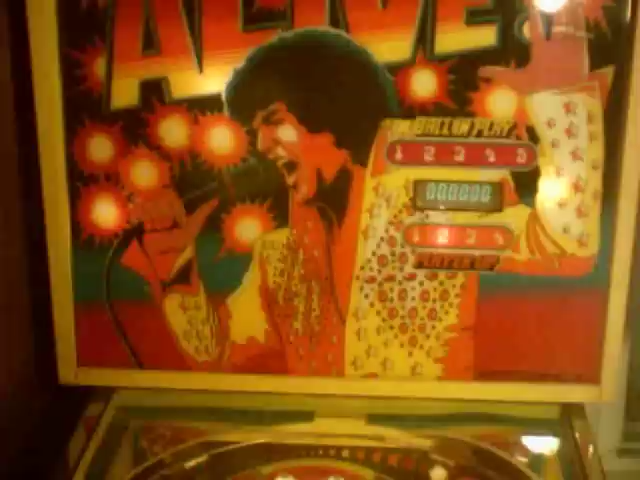 ALIVE
BALL IN PLAY
1 2 3 4 5
000000
1 2 3 4
PLAYER UP